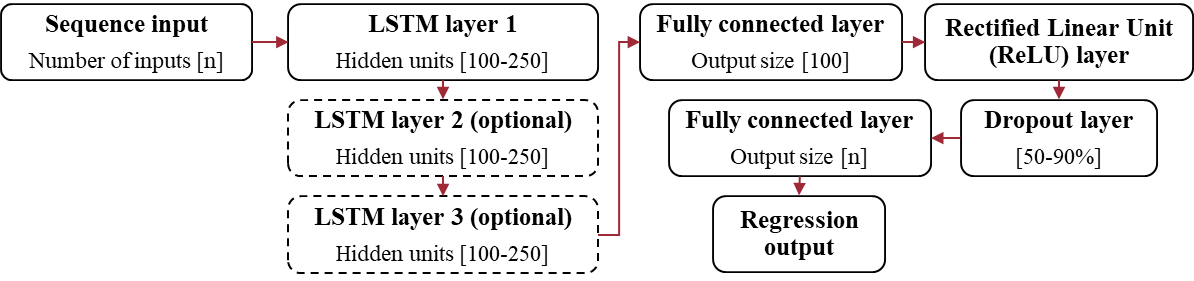 Sequence input
Number of inputs [n]
LSTM layer 1
Hidden units [100-250]
LSTM layer 2 (optional)
Hidden units [100-250]
LSTM layer 3 (optional)
Hidden units [100-250]
Fully connected layer
Output size [100]
Rectified Linear Unit
(ReLU) layer
Dropout layer
[50-90%]
Fully connected layer
Output size [n]
Regression
output